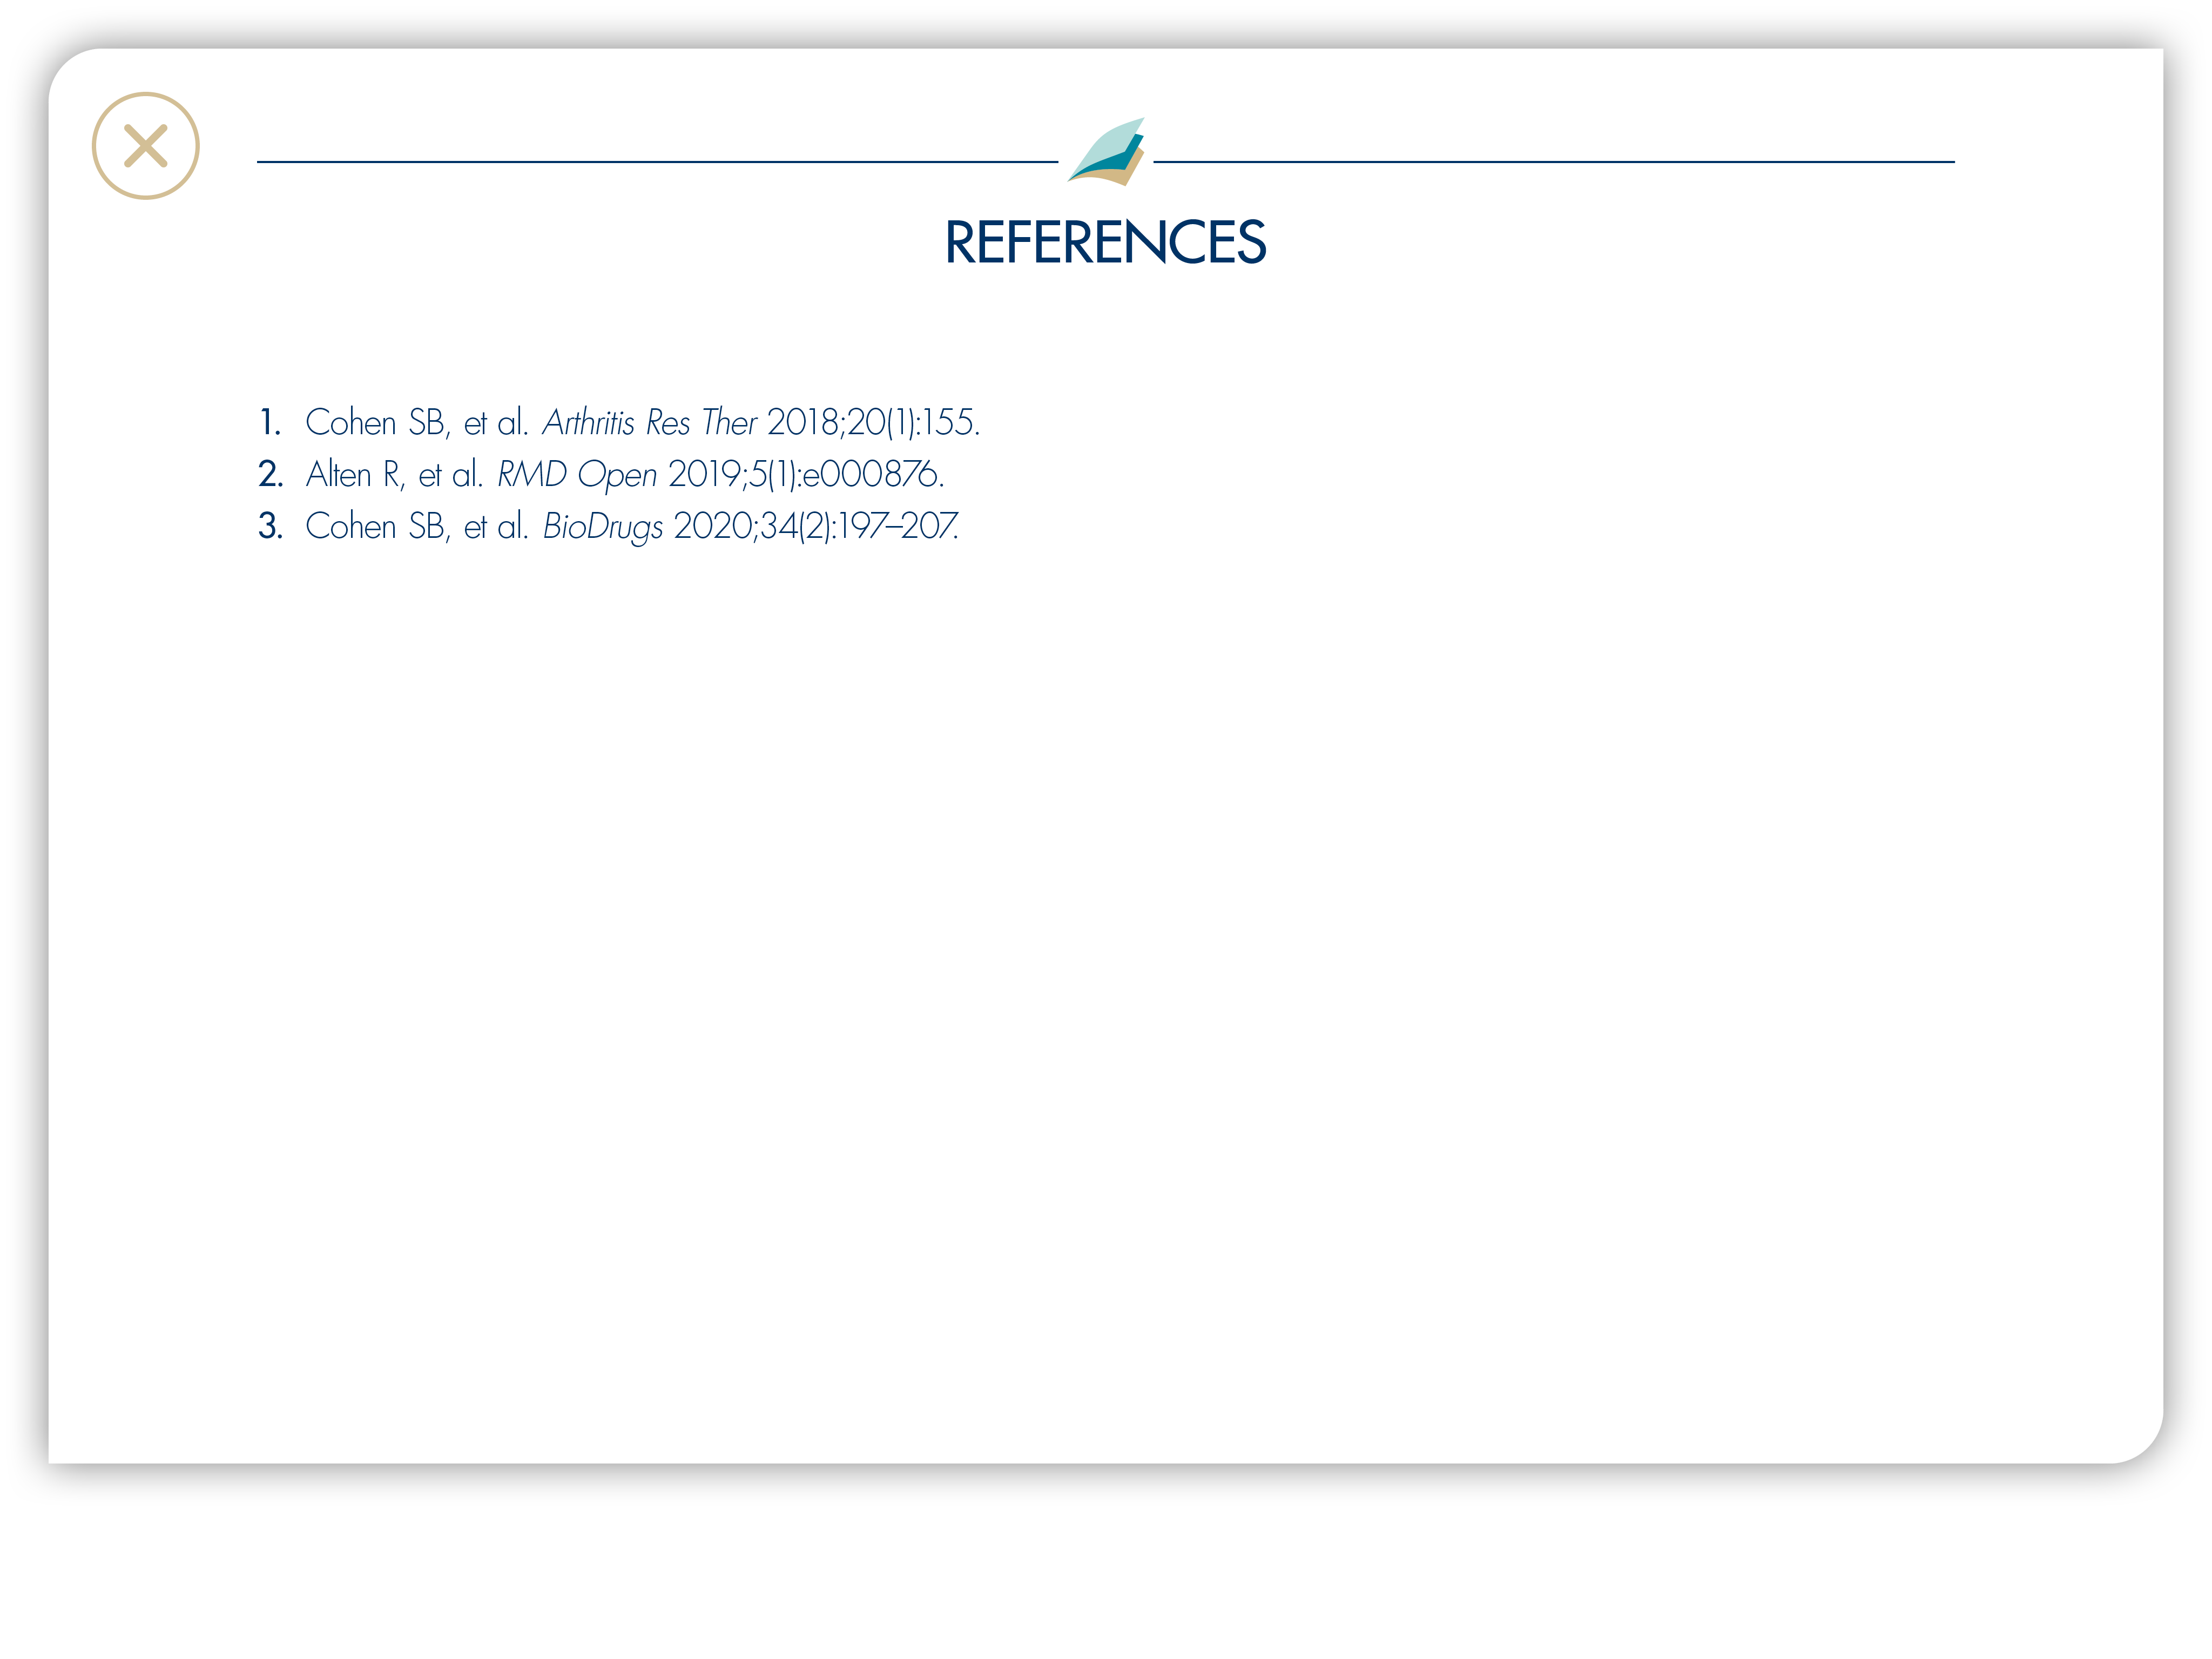 REFERENCES
1. Cohen SB, et al. Arthritis Res Ther 2018;20(1):155.
2. Alten R, et al. RMD Open 2019;5(1):e000876.
3. Cohen SB, et al. BioDrugs 2020;34(2):197–207.